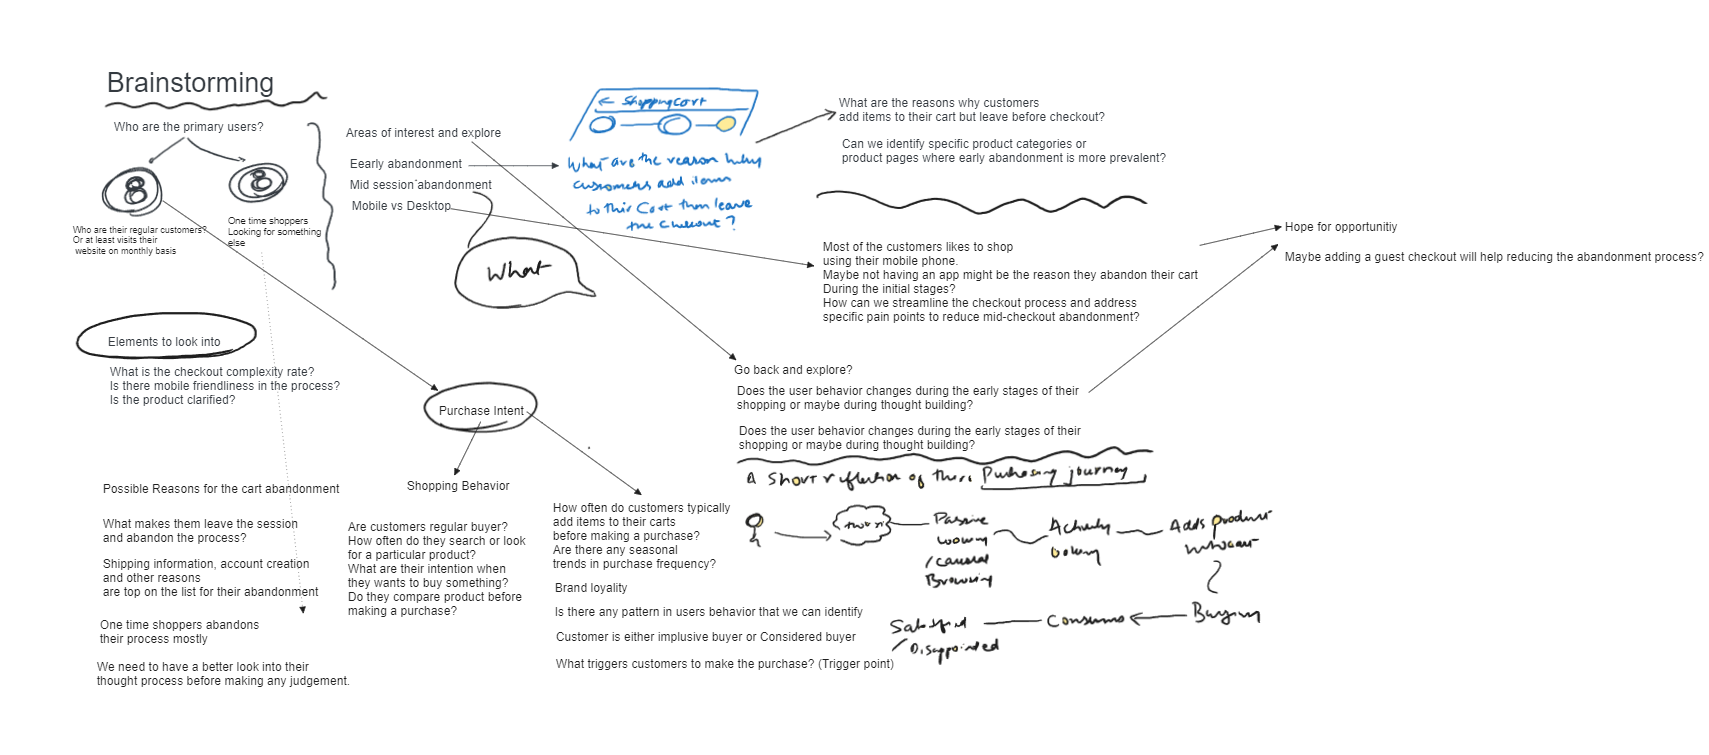 Brainstorming
Who are the primary users?
Who are their regular customers?
Or at least visits their
website on monthly basis
One time shoppers
Looking for something
else
Areas of interest and explore
Eearly abandonment
Mid session abandonment
Mobile vs Desktop
What
← Shopping Cart
What are the reason why
customers add items
to this Cart then leave
the checkout?
What are the reasons why customers
add items to their cart but leave before checkout?
Can we identify specific product categories or
product pages where early abandonment is more prevalent?
Most of the customers likes to shop
using their mobile phone.
Maybe not having an app might be the reason they abandon their cart
During the initial stages?
How can we streamline the checkout process and address
specific pain points to reduce mid-checkout abandonment?
Hope for opportunitiy
Maybe adding a guest checkout will help reducing the abandonment process?
Go back and explore?
Does the user behavior changes during the early stages of their
shopping or maybe during thought building?
Does the user behavior changes during the early stages of their
shopping or maybe during thought building?
Elements to look into
What is the checkout complexity rate?
Is there mobile friendliness in the process?
Is the product clarified?
Purchase Intent
Shopping Behavior
Are customers regular buyer?
How often do they search or look
for a particular product?
What are their intention when
they wants to buy something?
Do they compare product before
making a purchase?
How often do customers typically
add items to their carts
before making a purchase?
Are there any seasonal
trends in purchase frequency?
Brand loyality
Is there any pattern in users behavior that we can identify
Customer is either implusive buyer or Considered buyer
What triggers customers to make the purchase? (Trigger point)
Possible Reasons for the cart abandonment
What makes them leave the session
and abandon the process?
Shipping information, account creation
and other reasons
are top on the list for their abandonment
One time shoppers abandons
their process mostly
We need to have a better look into their
thought process before making any judgement.
A short reflection of their Purchasing journey
Passive
/ Causual
Browsing
Actively
Adds product
Buying
Consume
Satisfied
/ Disappointed